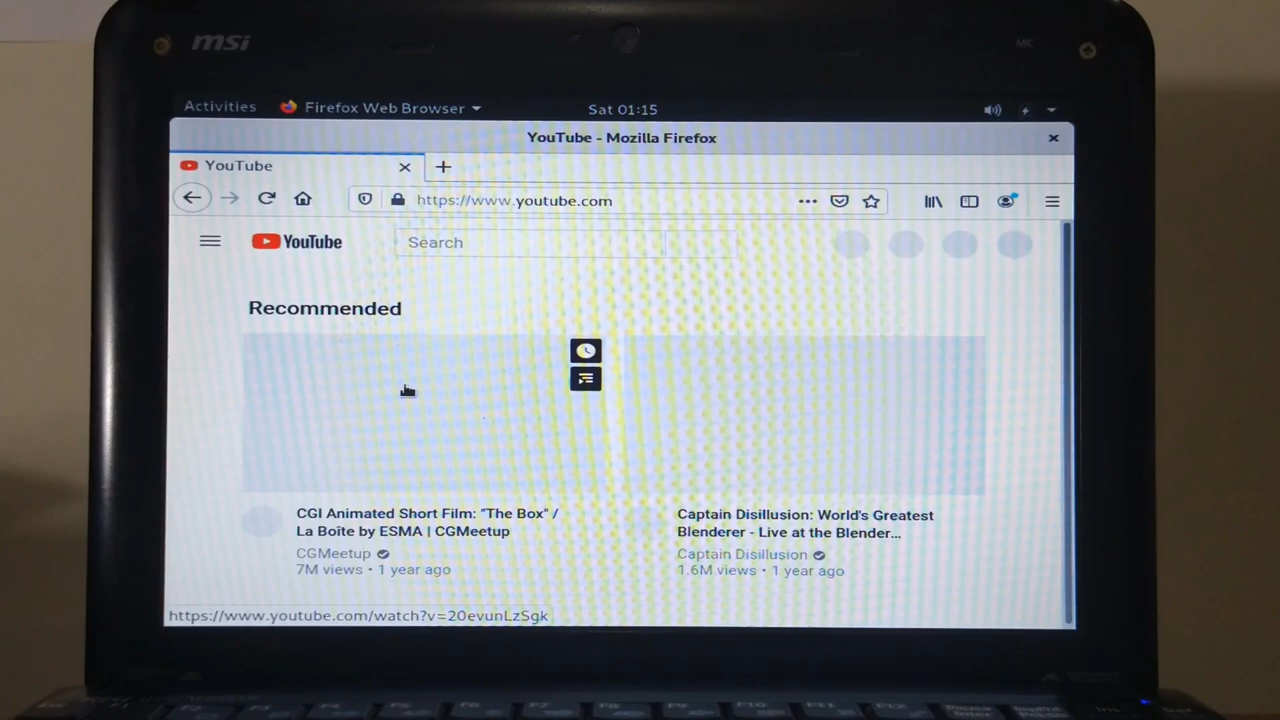 msi
MIC
Activities Firefox Web Browser Sat 01:15
YouTube - Mozilla Firefox
YouTube
https://www.youtube.com
YouTube Search
Recommended
CGI Animated Short Film: "The Box" /
La Boîte by ESMA | CGMeetup
CGMeetup
7M views • 1 year ago
Captain Disillusion: World's Greatest
Blenderer - Live at the Blender...
Captain Disillusion
1.6M views • 1 year ago
https://www.youtube.com/watch?v=20evunLzSgk